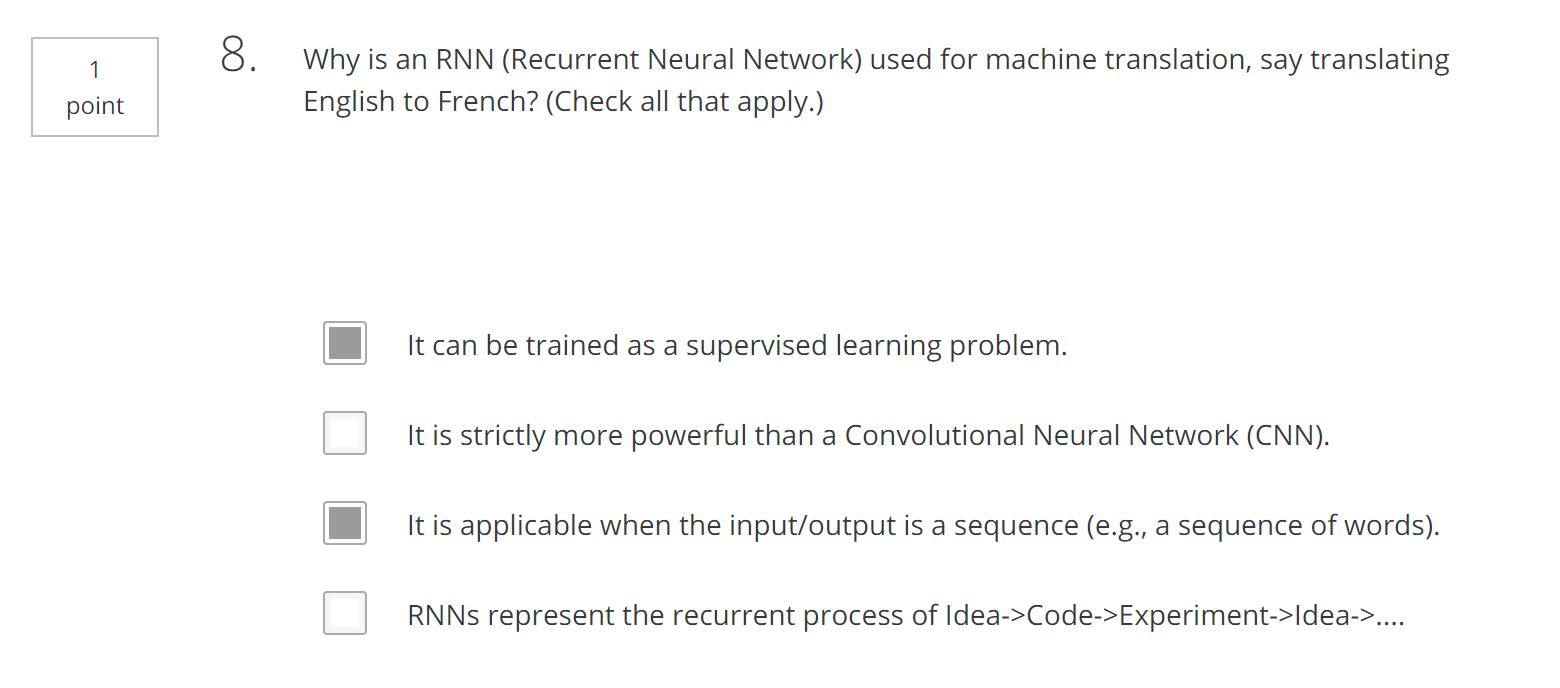 1
point
8.
Why is an RNN (Recurrent Neural Network) used for machine translation, say translating
English to French? (Check all that apply.)
It can be trained as a supervised learning problem.
It is strictly more powerful than a Convolutional Neural Network (CNN).
It is applicable when the input/output is a sequence (e.g., a sequence of words).
RNNs represent the recurrent process of Idea->Code->Experiment->Idea->....